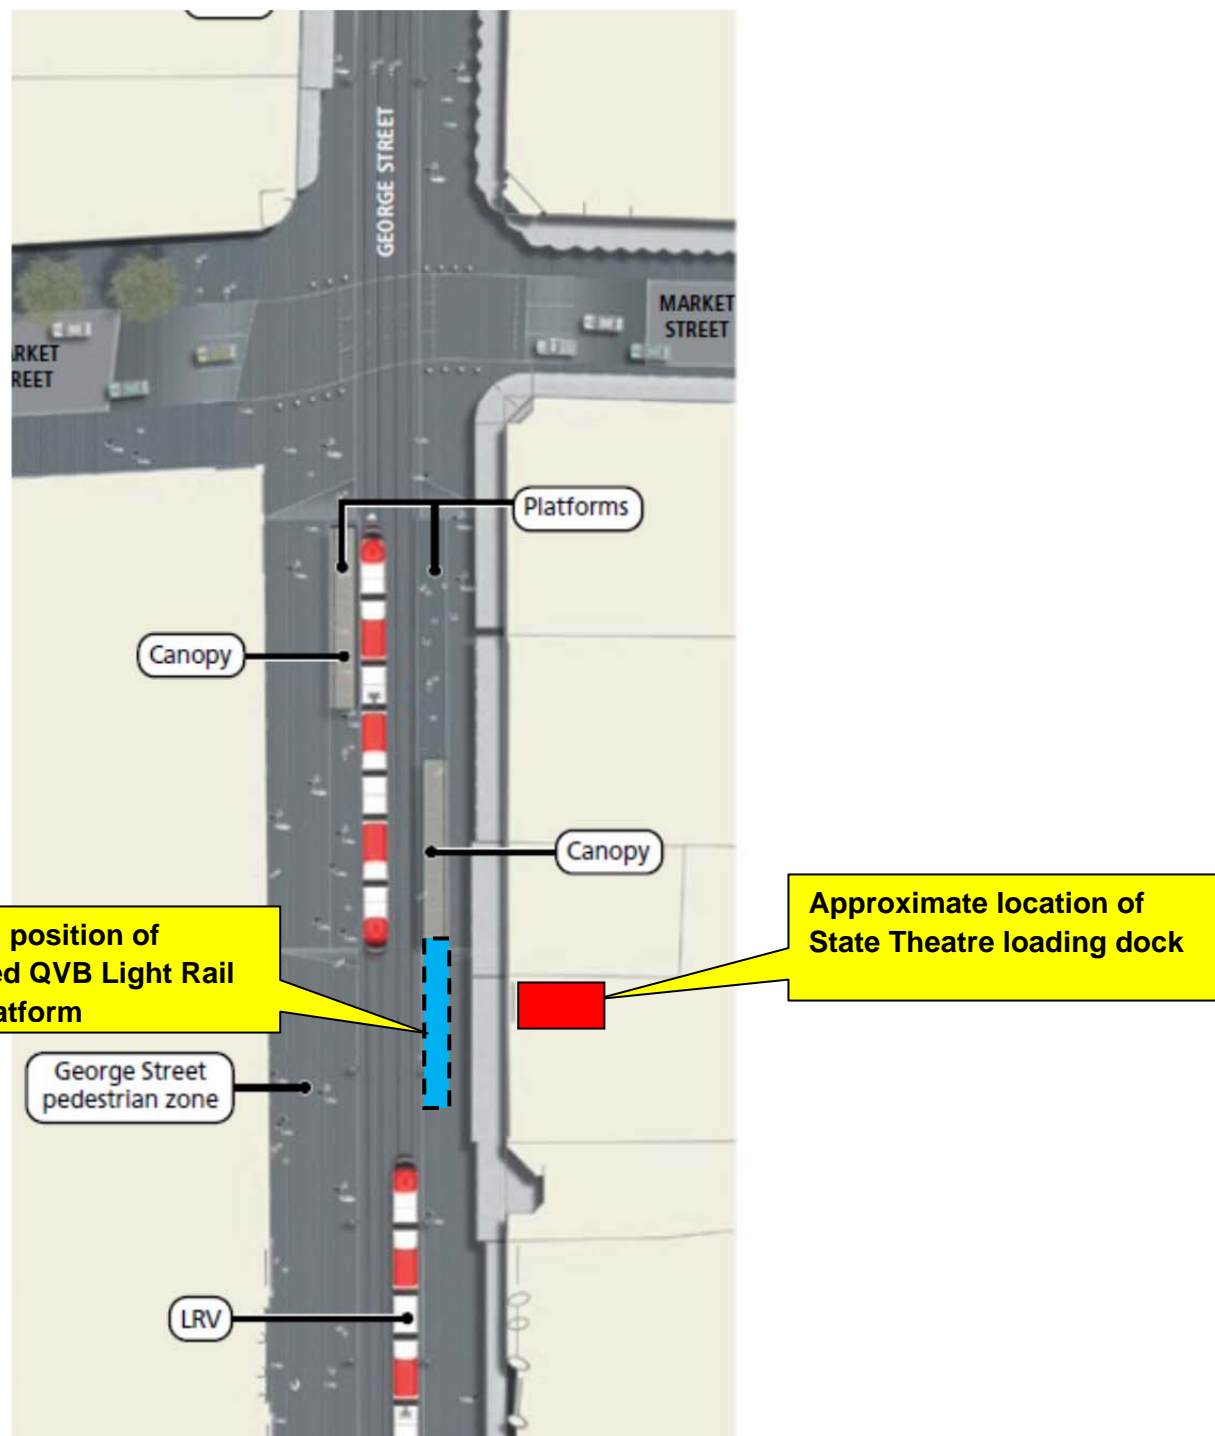 GEORGE STREET
MARKET
STREET
RKET
REET
Platforms
Canopy
Canopy
Approximate location of
State Theatre loading dock
position of
ed QVB Light Rail
atform
George Street
pedestrian zone
LRV